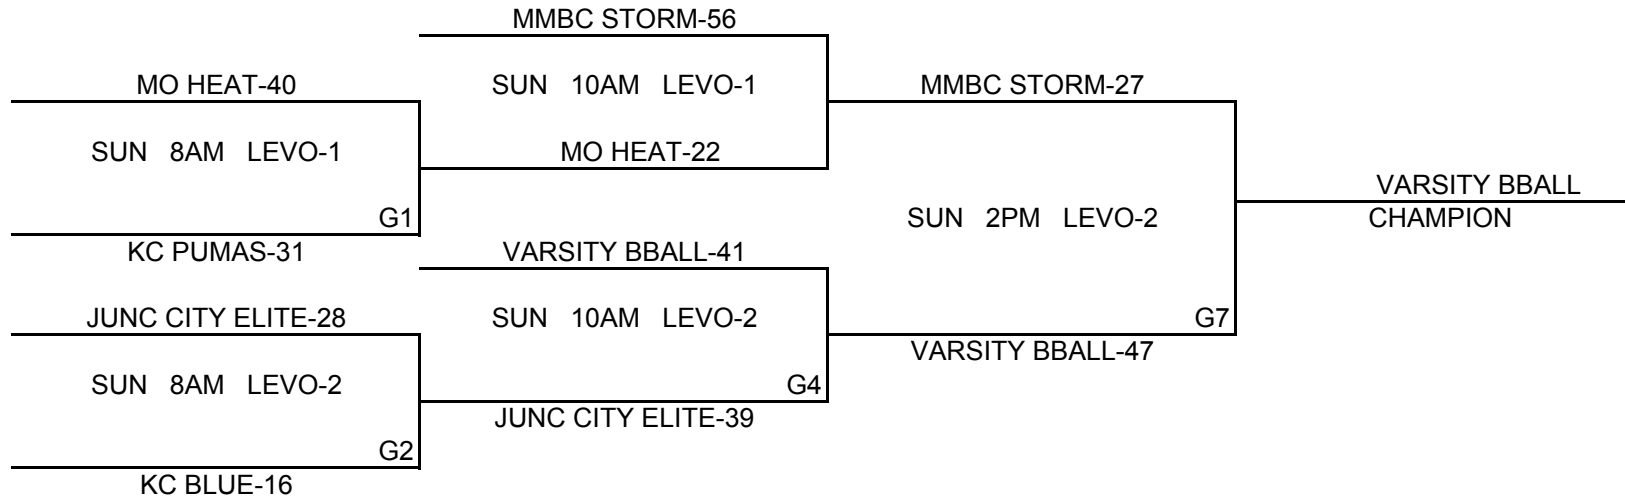 MMBC STORM-56
MO HEAT-40
SUN 10AM LEVO-1
MMBC STORM-27
SUN 8AM LEVO-1
MO HEAT-22
VARSITY BBALL
G1
SUN 2PM LEVO-2
CHAMPION
KC PUMAS-31
VARSITY BBALL-41
JUNC CITY ELITE-28
SUN 10AM LEVO-2
G7
VARSITY BBALL-47
SUN 8AM LEVO-2
G4
JUNC CITY ELITE-39
G2
KC BLUE-16